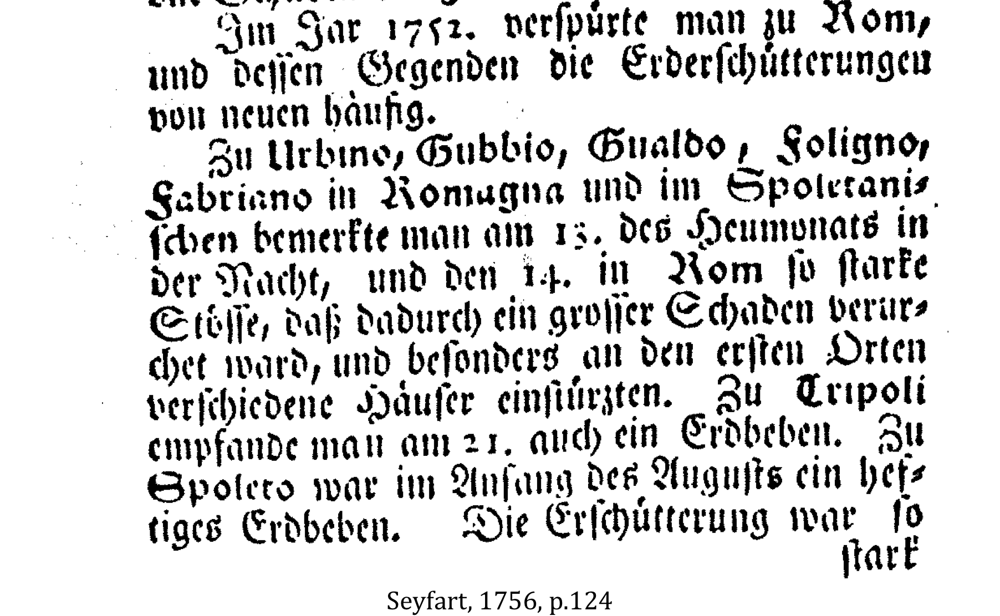 Im Jar 1752. verspürte man zu Rom,
und dessen Gegenden die Erderschütterungen
von neuen häufig.
Zu Urbino, Gubbio, Gualdo, Foligno,
Fabriano in Romagna und im Spoletani-
schen bemerkte man am 13. des Heumonats in
der Nacht, und den 14. in Rom so starke
Stösse, daß dadurch ein grosser Schaden verur-
chet ward, und besonders an den ersten Orten
verschiedene Häuser einstürzten. Zu Tripoli
empfande man am 21. auch ein Erdbeben. Zu
Spoleto war im Anfang des Augusts ein hef-
tiges Erdbeben. Die Erschütterung war so
stark
Seyfart, 1756, p.124